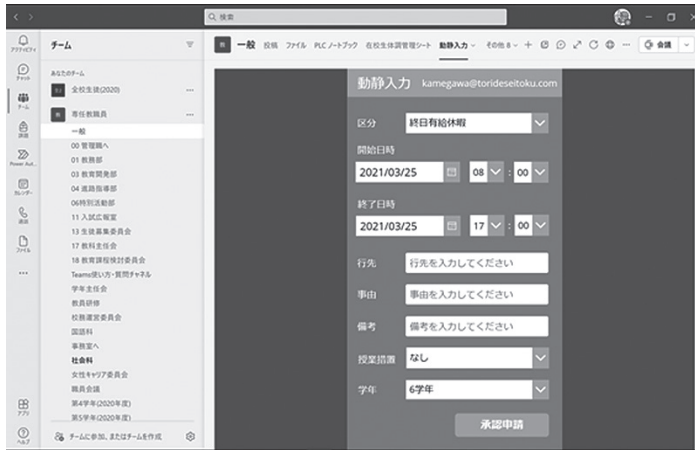 検索
アクティビティ
チャット
チーム
課題
Power Aut...
カレンダー
通話
ファイル
アプリ
ヘルプ
チーム
あなたのチーム
全校生徒(2020)
専任教職員
一般
00 管理職へ
01 教務部
03 教育開発部
04 進路指導部
06特別活動部
11 入試広報室
13 生徒募集委員会
17 教科主任会
18 教育課程検討委員会
Teams使い方・質問チャネル
学年主任会
教員研修
校務運営委員会
国語科
事務室へ
社会科
女性キャリア委員会
職員会議
第4学年(2020年度)
第5学年(2020年度)
チームに参加、またはチームを作成
専 一般 投稿 ファイル PLC ノートブック 在校生体調管理シート 動静入力 その他 8 会議
動静入力 kamegawa@torideseitoku.com
区分 終日有給休暇
開始日時
2021/03/25 08 : 00
終了日時
2021/03/25 17 : 00
行先 行先を入力してください
事由 事由を入力してください
備考 備考を入力してください
授業措置 なし
学年 6学年
承認申請